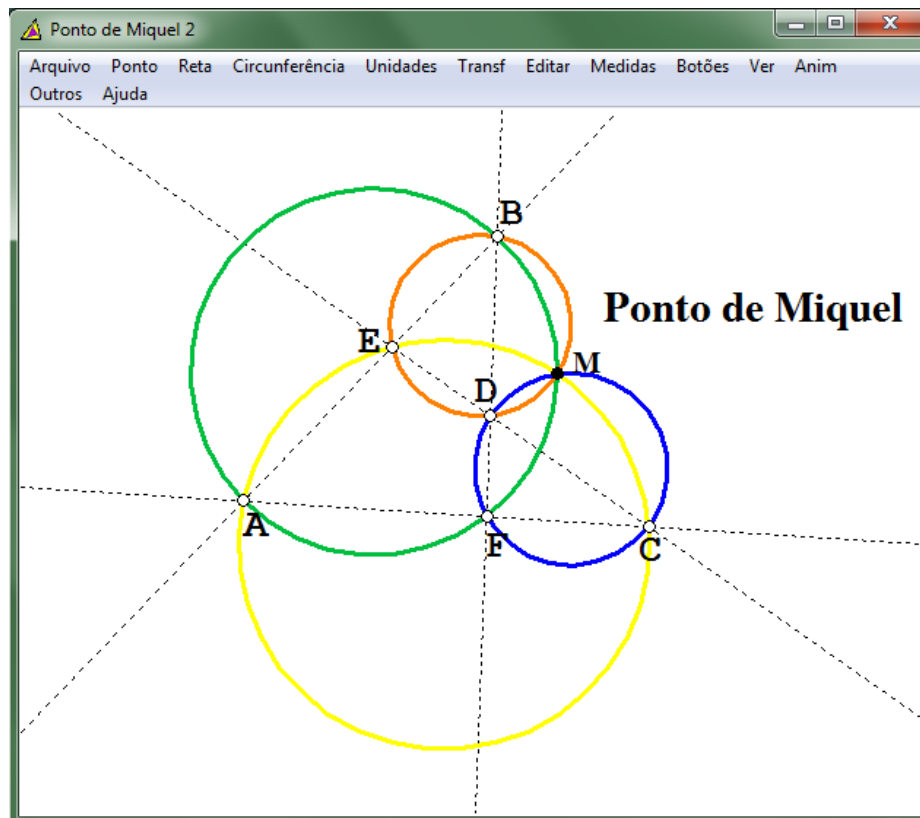 Ponto de Miquel 2
Arquivo Ponto Reta Circunferência Unidades Transf Editar Medidas Botões Ver Anim
Outros Ajuda
B
Ponto de Miquel
E
M
D
A
F
C